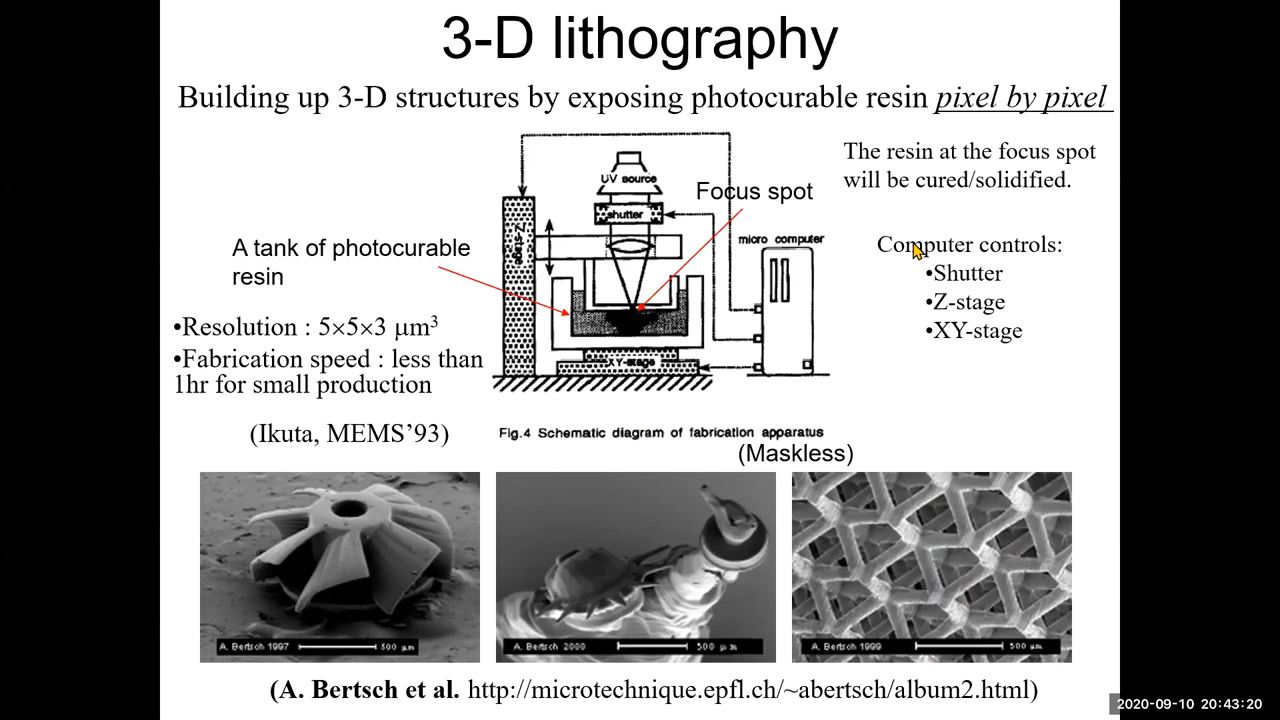 3-D lithography
Building up 3-D structures by exposing photocurable resin pixel by pixel
The resin at the focus spot
will be cured/solidified.
UV source
Focus spot
shutter
Z-stage
micro computer
A tank of photocurable
resin
Computer controls:
•Shutter
•Z-stage
•XY-stage
•Resolution : 5×5×3 μm³
•Fabrication speed : less than
1hr for small production
XY-stage
(Ikuta, MEMS’93)
Fig.4 Schematic diagram of fabrication apparatus
(Maskless)
A. Bertsch 1997 500 μm
A. Bertsch 2000 500 μm
A. Bertsch 1999 500 μm
(A. Bertsch et al. http://microtechnique.epfl.ch/~abertsch/album2.html)
2020-09-10 20:43:20